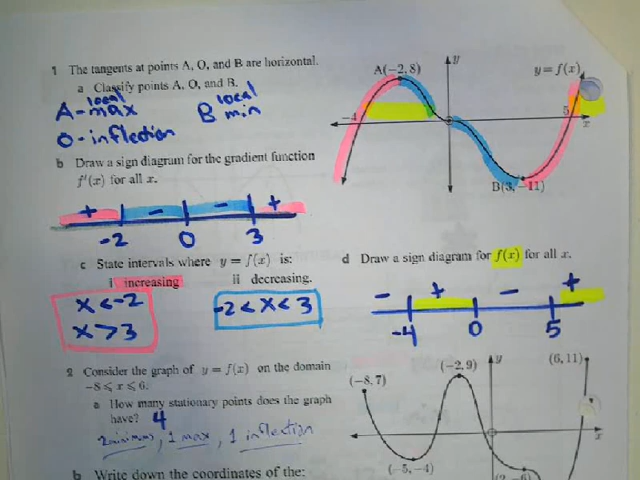 1 The tangents at points A, O, and B are horizontal.
a Classify points A, O, and B.
A - local max
B local min
O - inflection
b Draw a sign diagram for the gradient function
f'(x) for all x.
+ - - +
-2 0 3
c State intervals where y = f(x) is:
i increasing ii decreasing.
x < -2
x > 3
-2 < x < 3
A(-2, 8)
y
y = f(x)
-4
5
x
B(3, -11)
d Draw a sign diagram for f(x) for all x.
- + - +
-4 0 5
2 Consider the graph of y = f(x) on the domain
-8 ⩽ x ⩽ 6.
a How many stationary points does the graph
have? 4
2 minimums, 1 max, 1 inflection
b Write down the coordinates of the:
(-8, 7)
(-2, 9)
y
(6, 11)
x
(-5, -4)
(2, -6)